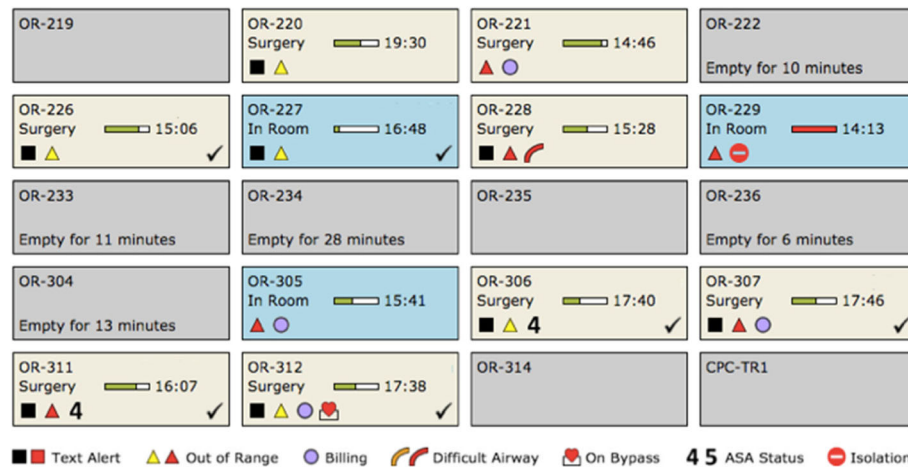 OR-219
OR-220
Surgery 19:30
OR-221
Surgery 14:46
OR-222
Empty for 10 minutes
OR-226
Surgery 15:06
OR-227
In Room 16:48
OR-228
Surgery 15:28
OR-229
In Room 14:13
OR-233
Empty for 11 minutes
OR-234
Empty for 28 minutes
OR-235
OR-236
Empty for 6 minutes
OR-304
Empty for 13 minutes
OR-305
In Room 15:41
OR-306
Surgery 17:40
4
OR-307
Surgery 17:46
OR-311
Surgery 16:07
4
OR-312
Surgery 17:38
OR-314
CPC-TR1
Text Alert Out of Range Billing Difficult Airway On Bypass 4 5 ASA Status Isolation